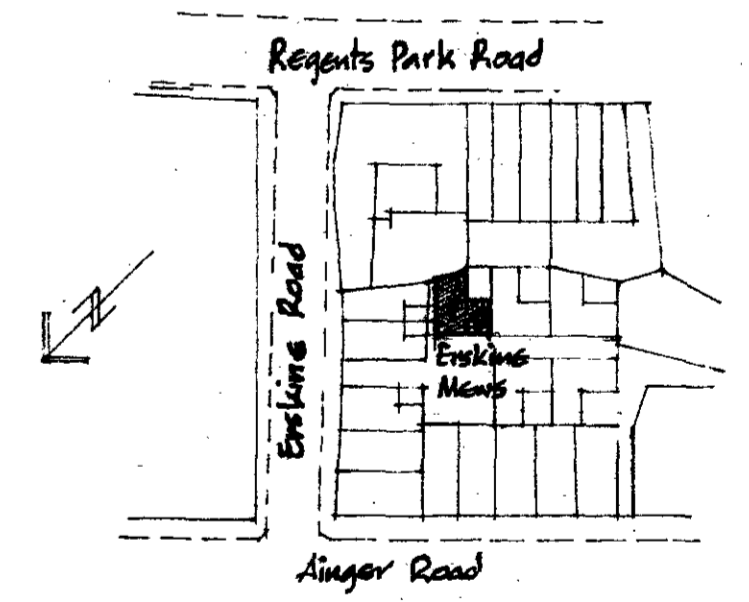 Regents Park Road
Erskine Road
N
Erskine
Mews
Ainger Road